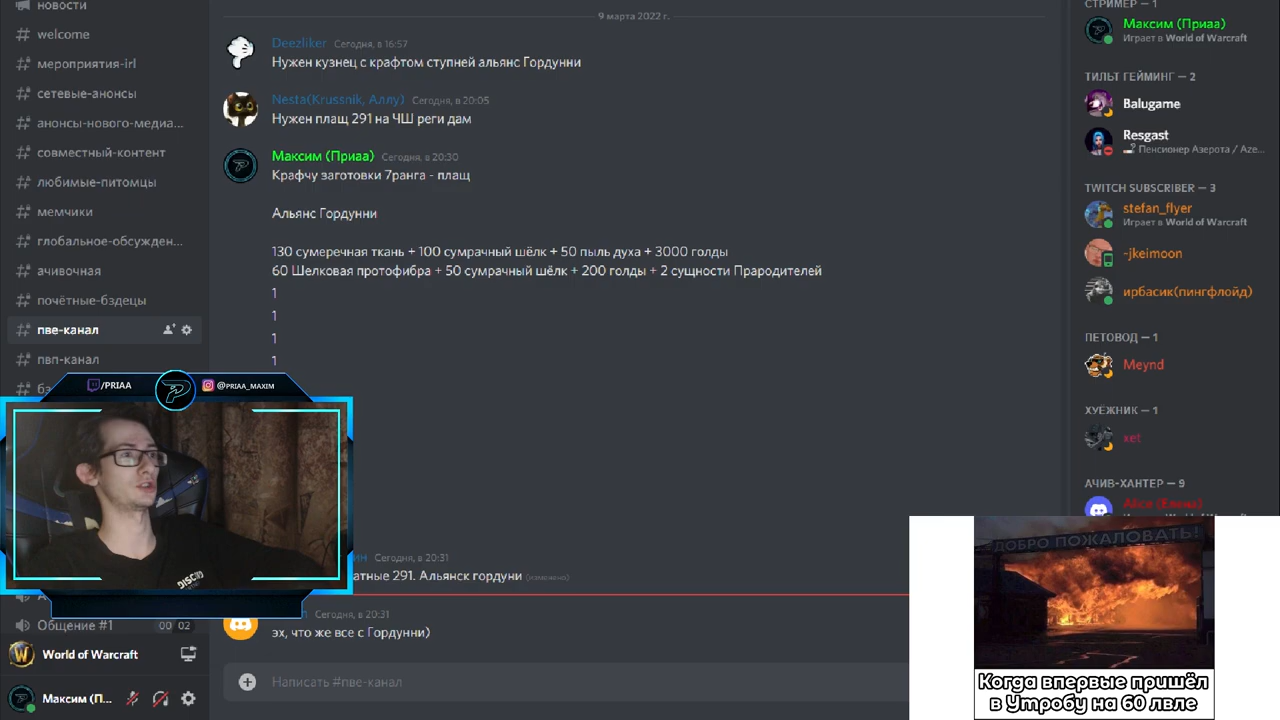 новости
welcome
мероприятия-irl
сетевые-анонсы
анонсы-нового-медиа...
совместный-контент
любимые-питомцы
мемчики
глобальное-обсужден...
ачивочная
почётные-бздецы
пве-канал
пвп-канал
/PRIAA
@PRIAA_MAXIM
Общение #1
00 02
World of Warcraft
Максим (П...
9 марта 2022 г.
Deezliker Сегодня, в 16:57
Нужен кузнец с крафтом ступней альянс Гордунни
Nesta(Krussnik, Аллу) Сегодня, в 20:05
Нужен плащ 291 на ЧШ реги дам
Максим (Приаа) Сегодня, в 20:30
Крафчу заготовки 7ранга - плащ
Альянс Гордунни
130 сумеречная ткань + 100 сумрачный шёлк + 50 пыль духа + 3000 голды
60 Шелковая протофибра + 50 сумрачный шёлк + 200 голды + 2 сущности Прародителей
1
1
1
1
Сегодня, в 20:31
атные 291. Альянск гордуни (изменено)
Сегодня, в 20:31
эх, что же все с Гордунни)
Написать #пве-канал
СТРИМЕР — 1
Максим (Приаа)
Играет в World of Warcraft
ТИЛЬТ ГЕЙМИНГ — 2
Balugame
Resgast
Пенсионер Азерота / Aze...
TWITCH SUBSCRIBER — 3
stefan_flyer
Играет в World of Warcraft
-jkeimoon
ирбасик(пингфлойд)
ПЕТОВОД — 1
Meynd
ХУЁЖНИК — 1
xet
АЧИВ-ХАНТЕР — 9
ДОБРО ПОЖАЛОВАТЬ!
Когда впервые пришёл
в Утробу на 60 лвле